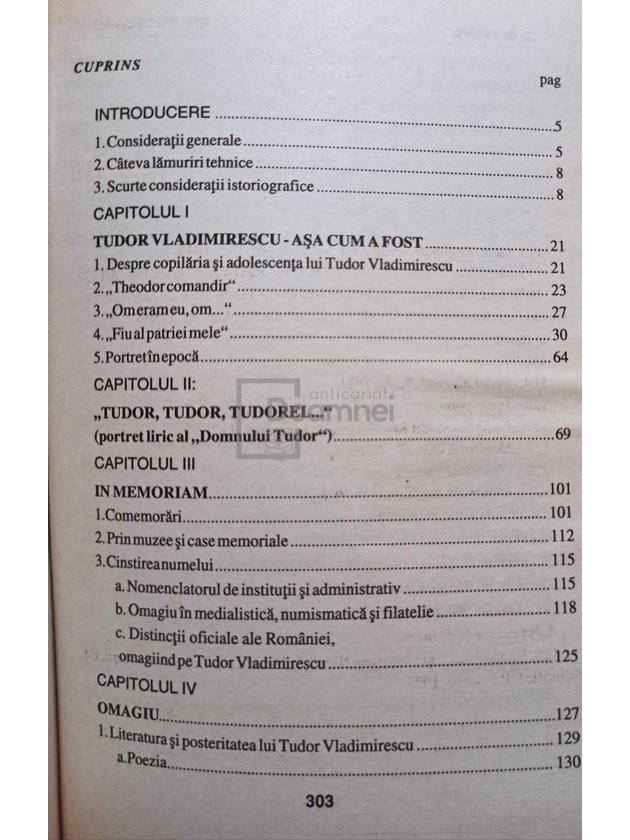 CUPRINS
pag
INTRODUCERE ............5
1. Considerații generale ............5
2. Câteva lămuriri tehnice ............8
3. Scurte considerații istoriografice ............8
CAPITOLUL I
TUDOR VLADIMIRESCU - AȘA CUM A FOST ............21
1. Despre copilăria și adolescența lui Tudor Vladimirescu ............21
2. „Theodor comandir“ ............23
3. „Om eram eu, om...“ ............27
4. „Fiu al patriei mele“ ............30
5. Portret în epocă ............64
CAPITOLUL II:
„TUDOR, TUDOR, TUDOREL...“
(portret liric al „Domnului Tudor“) ............69
CAPITOLUL III
IN MEMORIAM ............101
1. Comemorări ............101
2. Prin muzee și case memoriale ............112
3. Cinstirea numelui ............115
a. Nomenclatorul de instituții și administrativ ............115
b. Omagiu în medalistică, numismatică și filatelie ............118
c. Distincții oficiale ale României,
omagiind pe Tudor Vladimirescu ............125
CAPITOLUL IV
OMAGIU ............127
1. Literatura și posteritatea lui Tudor Vladimirescu ............129
a. Poezia ............130
303
anticariat
Doamnei